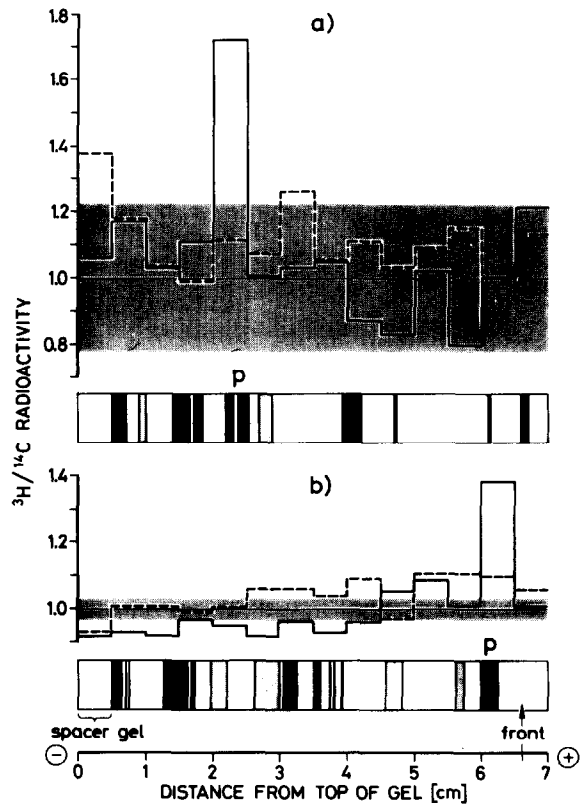 a)
1.8
1.6
1.4
1.2
1.0
0.8
³H/¹⁴C RADIOACTIVITY
p
b)
1.4
1.2
1.0
p
spacer gel
front
⊖ ⊕
0 1 2 3 4 5 6 7
DISTANCE FROM TOP OF GEL [cm]